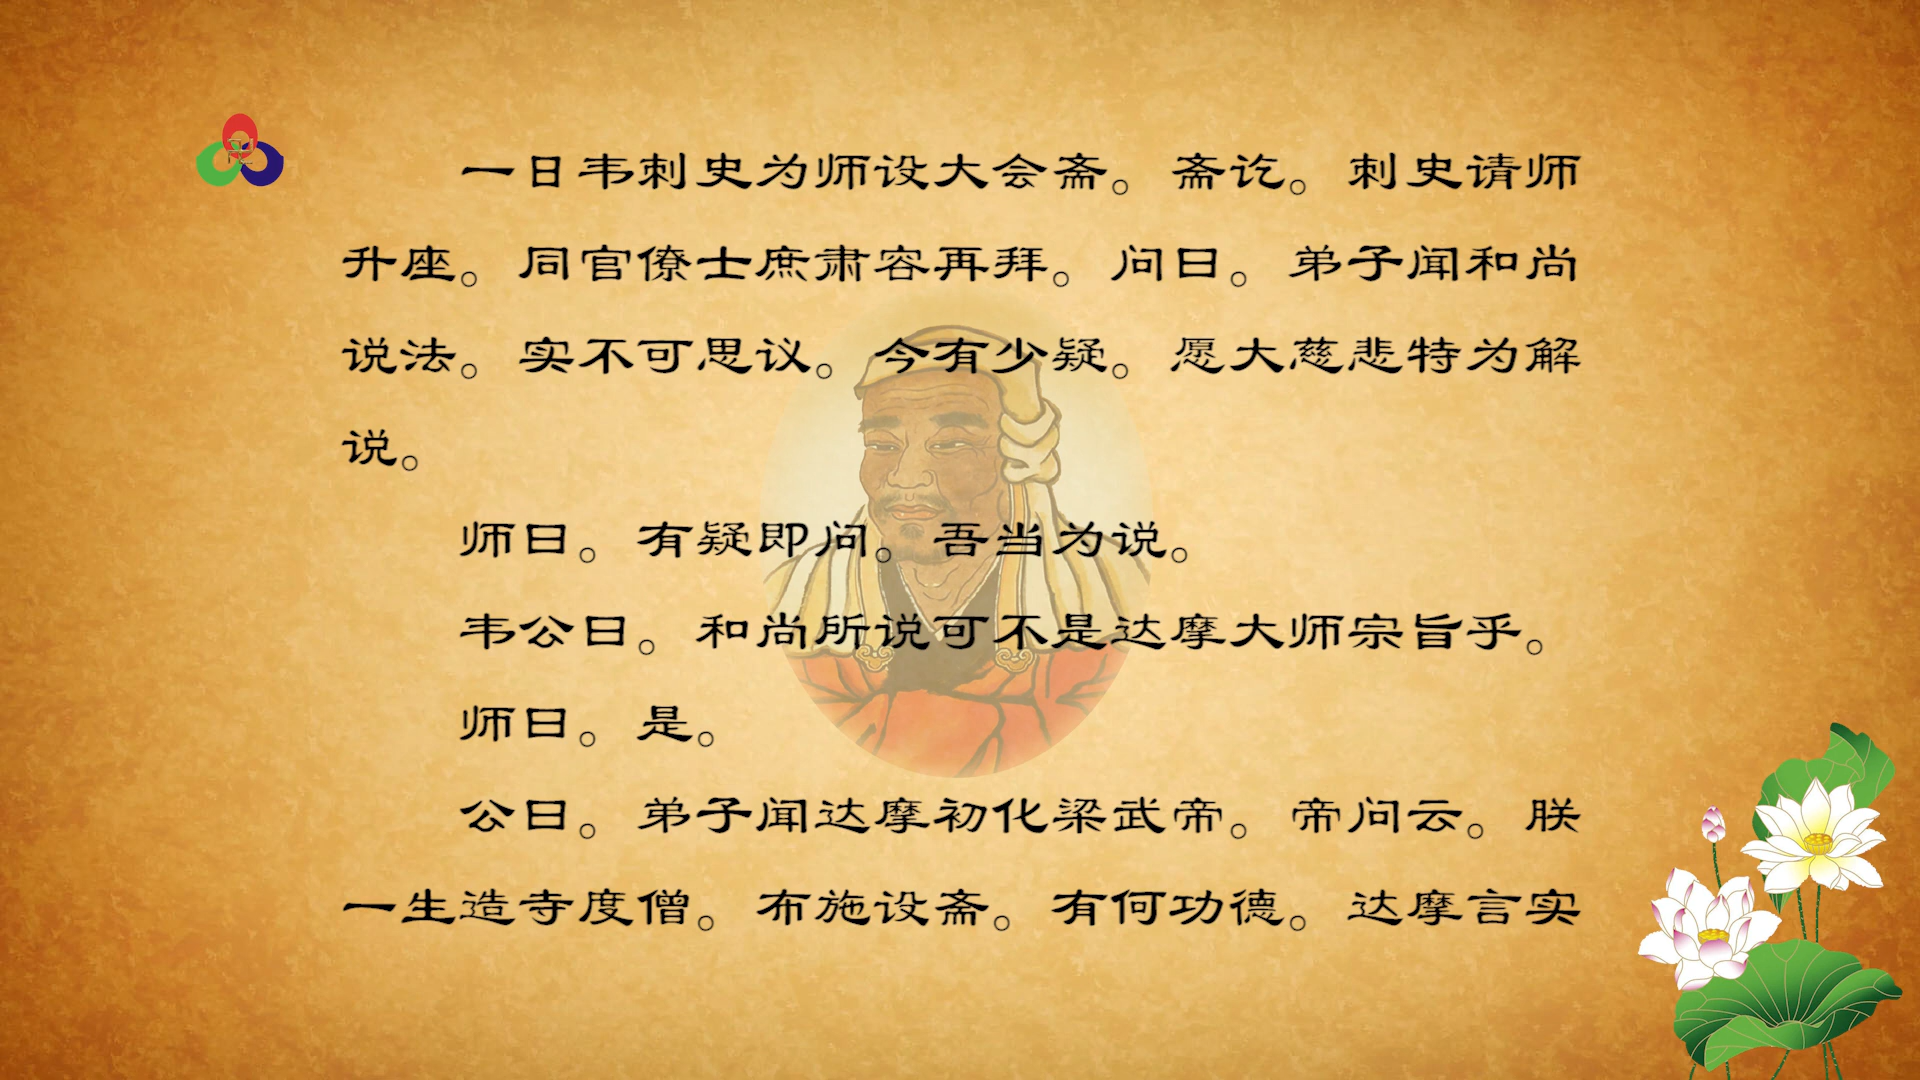 一日韦刺史为师设大会斋。斋讫。刺史请师
升座。同官僚士庶肃容再拜。问曰。弟子闻和尚
说法。实不可思议。今有少疑。愿大慈悲特为解
说。
师曰。有疑即问。吾当为说。
韦公曰。和尚所说可不是达摩大师宗旨乎。
师曰。是。
公曰。弟子闻达摩初化梁武帝。帝问云。朕
一生造寺度僧。布施设斋。有何功德。达摩言实